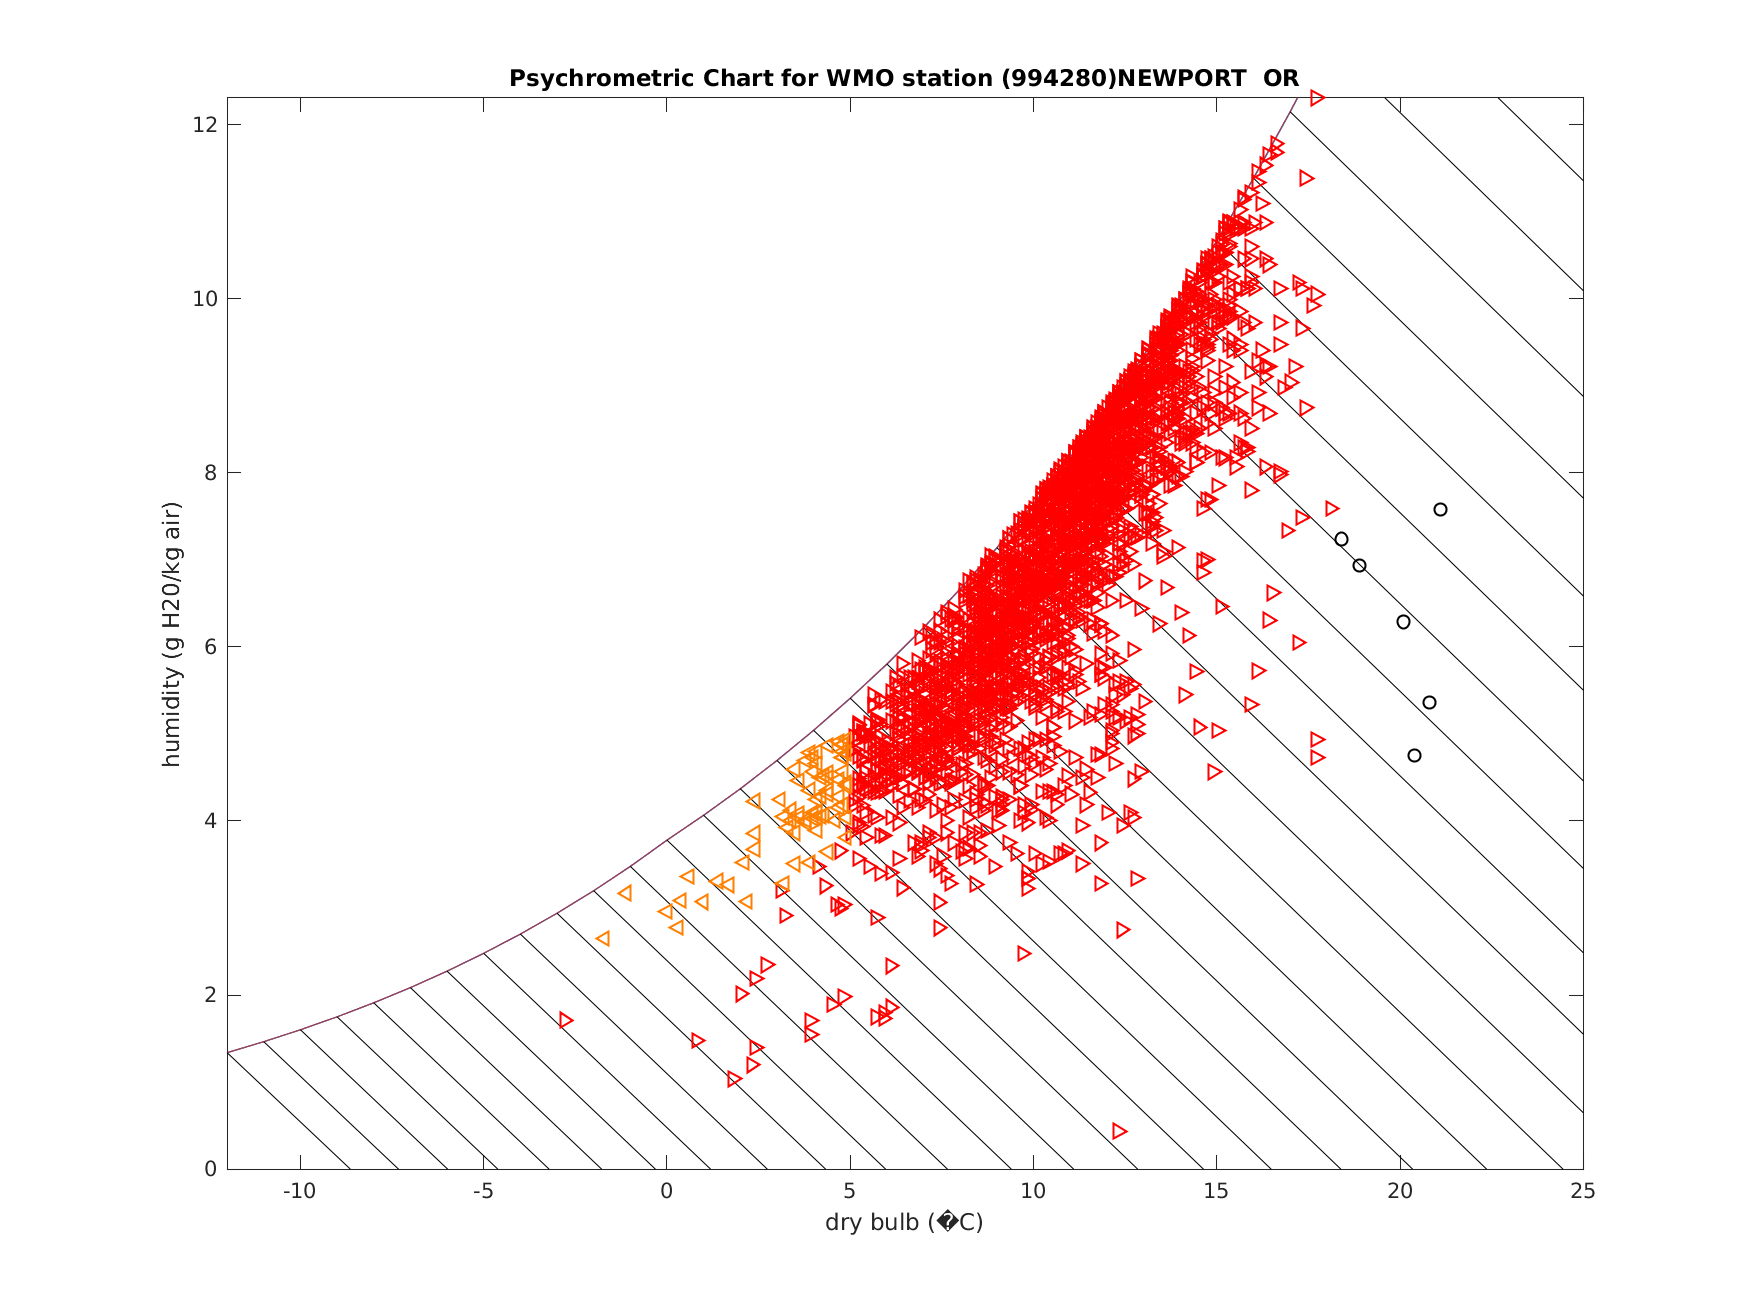 Psychrometric Chart for WMO station (994280)NEWPORT  OR
humidity (g H20/kg air)
12
10
8
6
4
2
0
-10 -5 0 5 10 15 20 25
dry bulb (�C)